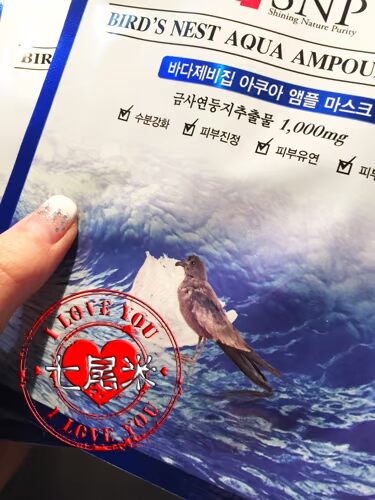 SNP
Shining Nature Purity
BIRD'S NEST AQUA AMPOU
BIR
바다제비집 아쿠아 앰플 마스크
금사연둥지추출물 1,000mg
수분강화
피부진정
피부유연
피부
I LOVE YOU
七尾米
I LOVE YOU